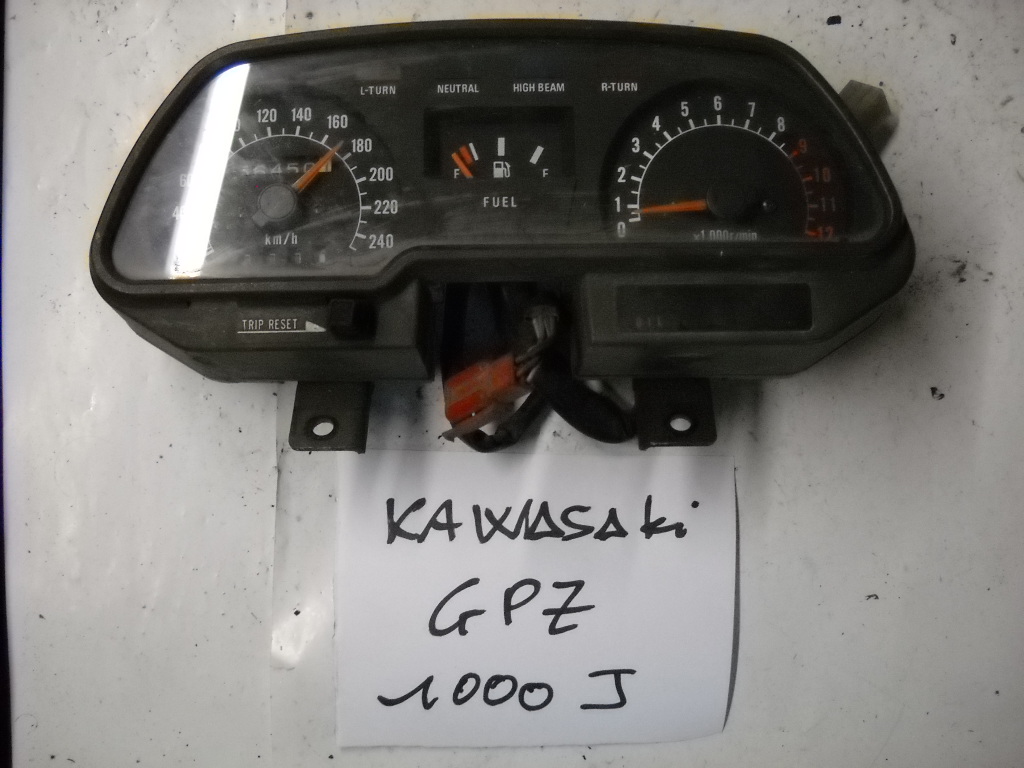 L-TURN NEUTRAL HIGH BEAM R-TURN
120 140 160 180 200 220 240
km/h
F F
FUEL
0 1 2 3 4 5 6 7 8 9 10 11 12
x1,000r/min
TRIP RESET
KAWASAki
GPZ
1000 J